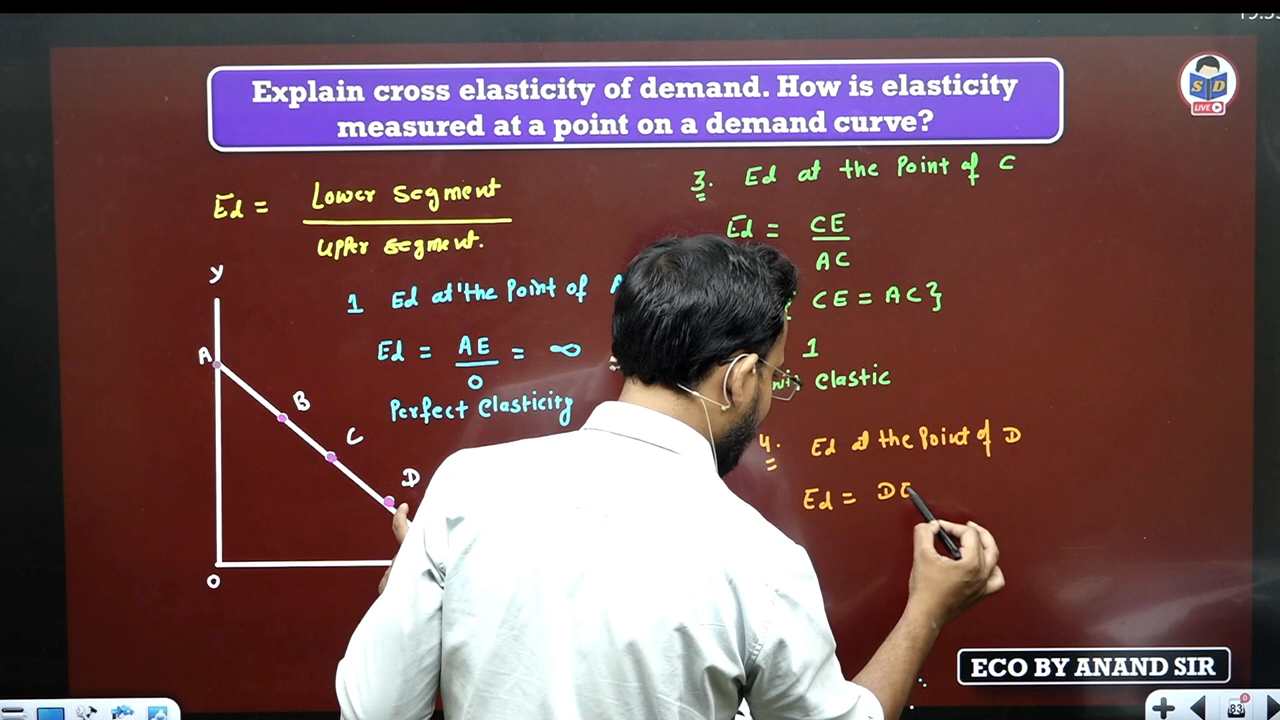 Explain cross elasticity of demand. How is elasticity
measured at a point on a demand curve?
S D
LIVE
Ed = Lower segment
upper segment.
Y
A
B
C
D
O
1 Ed at the Point of
Ed = AE = ∞
0
Perfect Elasticity
3. Ed at the Point of C
Ed = CE
AC
CE = AC}
1
Elastic
4. Ed at the Point of D
Ed = DE
ECO BY ANAND SIR
83